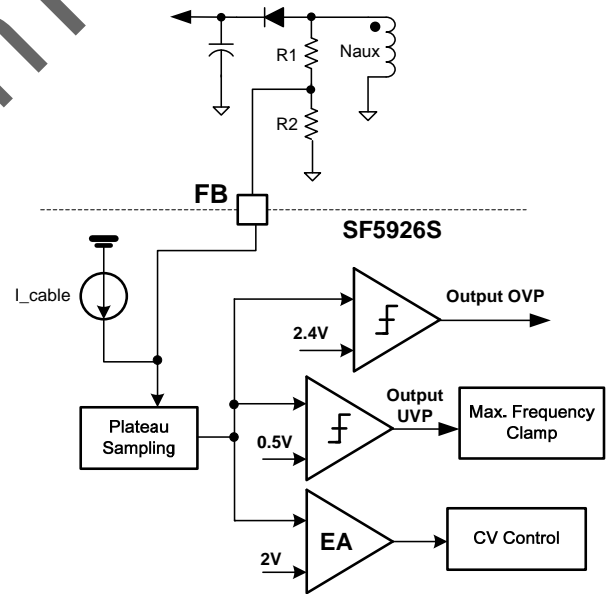 R1
Naux
R2
FB
SF5926S
I_cable
Output OVP
2.4V
Output
UVP
Max. Frequency
Clamp
Plateau
Sampling
0.5V
EA
CV Control
2V